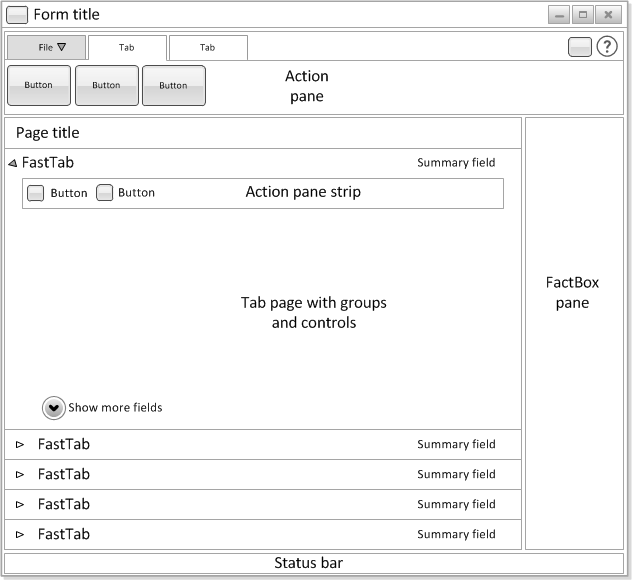 Form title
File Tab Tab ?
Button Button Button
Action
pane
Page title
FastTab Summary field
Button Button Action pane strip
FactBox
pane
Tab page with groups
and controls
Show more fields
FastTab Summary field
FastTab Summary field
FastTab Summary field
FastTab Summary field
Status bar